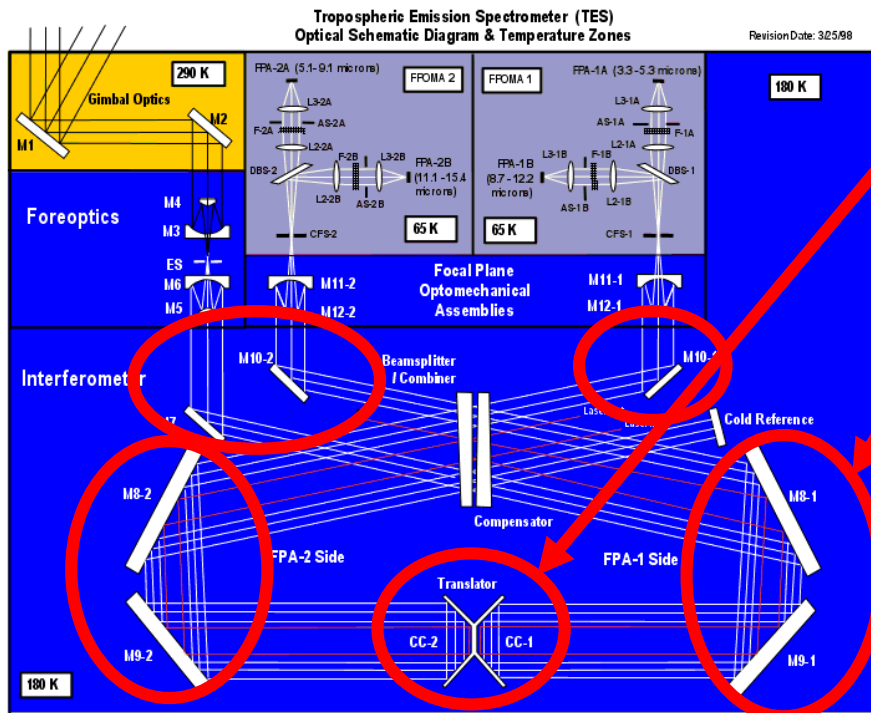 Tropospheric Emission Spectrometer (TES)
Optical Schematic Diagram & Temperature Zones
Revision Date: 3/25/98
290 K
Gimbal Optics
M1
M2
FPA-2A (5.1- 9.1 microns)
FPOMA 2
L3-2A
AS-2A
F-2A
L2-2A
DBS-2
F-2B
L3-2B
FPA-2B
(11.1 -15.4
microns)
L2-2B
AS-2B
65 K
CFS-2
FPOMA 1
FPA-1A (3.3- 5.3 microns)
L3-1A
AS-1A
F-1A
L2-1A
L3-1B
F-1B
FPA-1B
(8.7 - 12.2
microns)
DBS-1
AS-1B
L2-1B
65 K
CFS-1
180 K
Foreoptics
M4
M3
ES
M6
M5
M11-2
M12-2
Focal Plane
Optomechanical
Assemblies
M11-1
M12-1
Interferometer
M10-2
Beamsplitter
/ Combiner
Cold Reference
M8-2
M8-1
Compensator
FPA-2 Side
FPA-1 Side
Translator
CC-2
CC-1
M9-2
M9-1
180 K